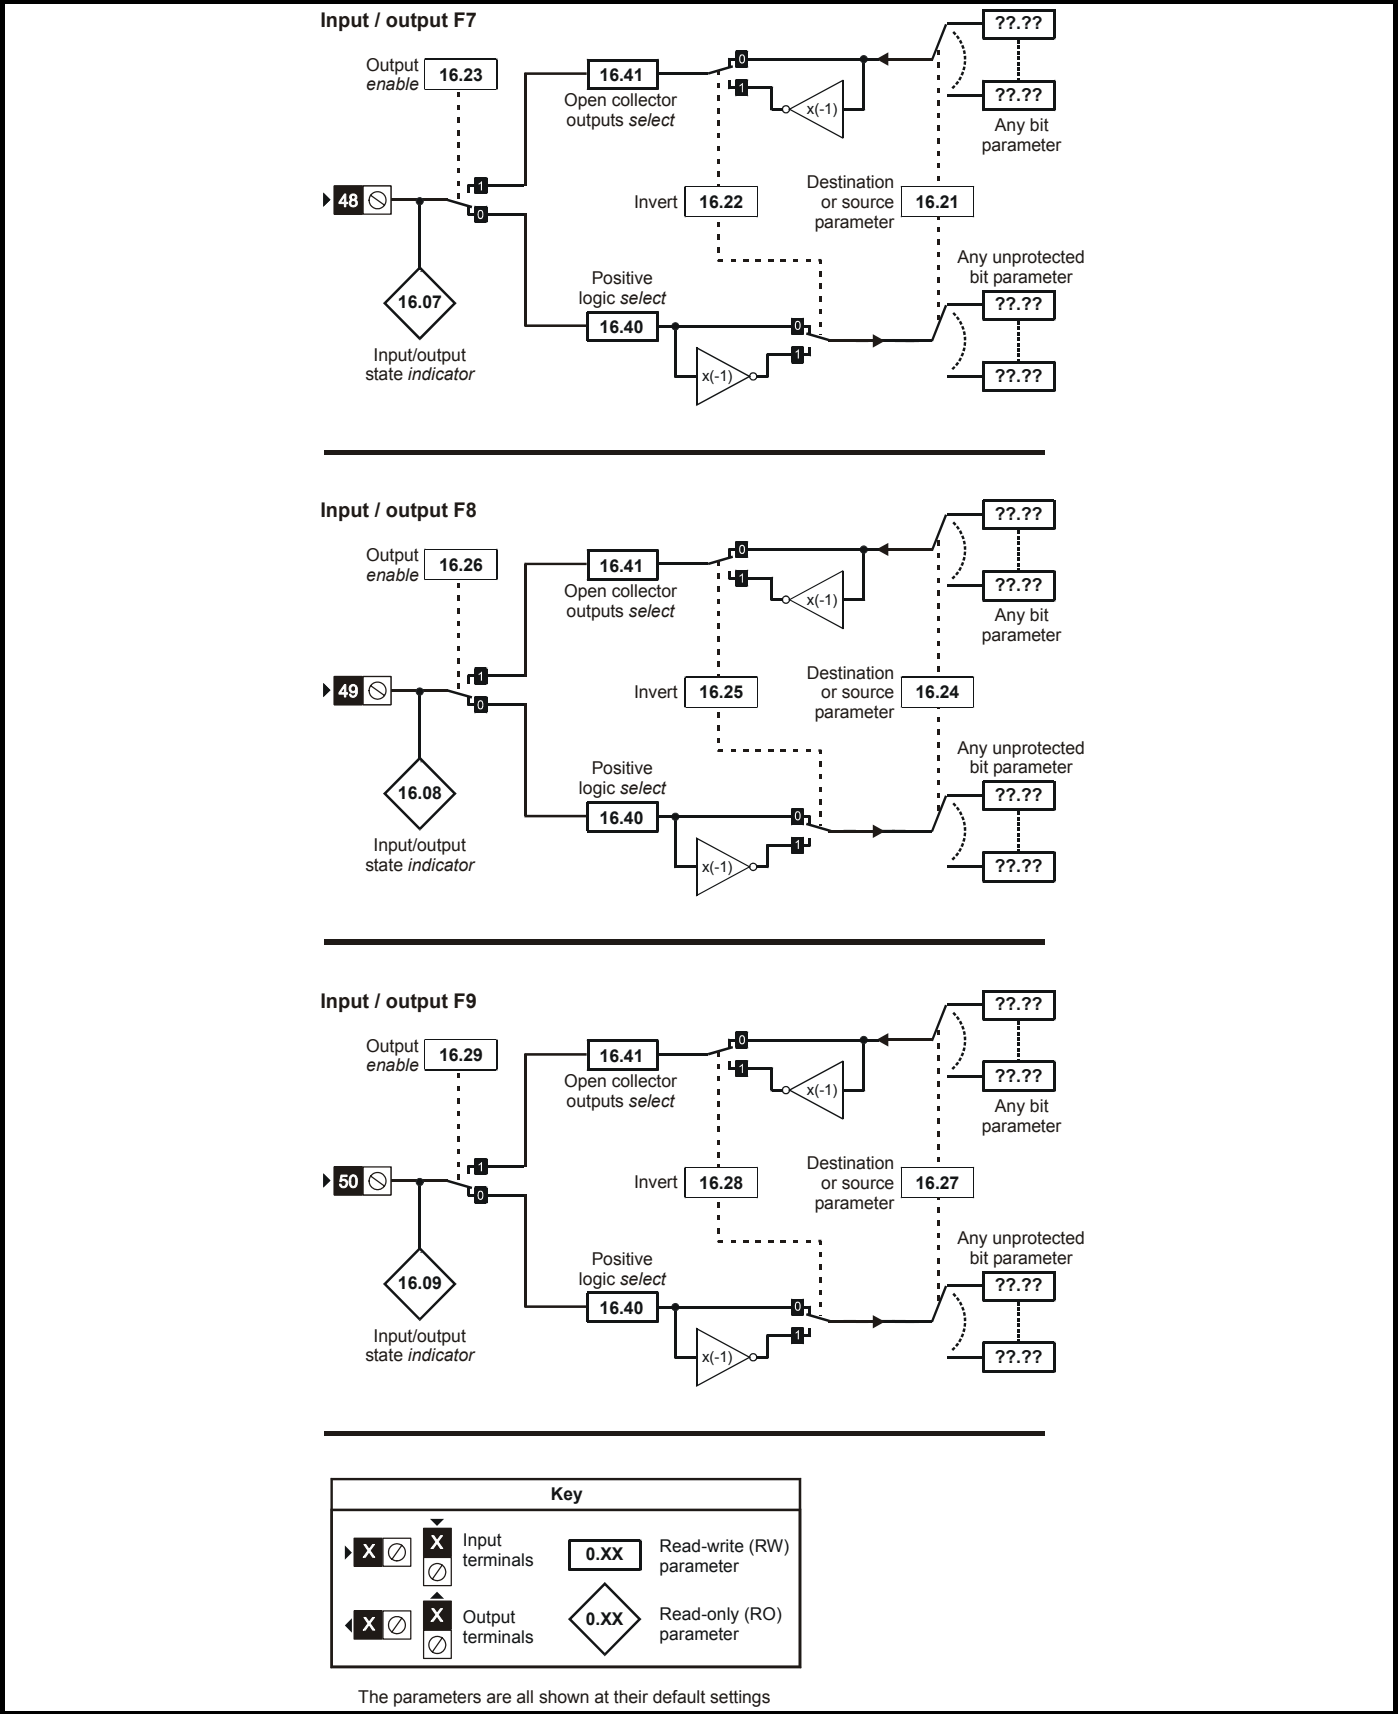 Input / output F7
Output
enable
16.23
16.41
Open collector
outputs select
0
1
x(-1)
??.??
??.??
Any bit
parameter
48
1
0
Invert
16.22
Destination
or source
parameter
16.21
16.07
Input/output
state indicator
Positive
logic select
16.40
x(-1)
0
1
Any unprotected
bit parameter
??.??
??.??
Input / output F8
Output
enable
16.26
16.41
Open collector
outputs select
0
1
x(-1)
??.??
??.??
Any bit
parameter
49
1
0
Invert
16.25
Destination
or source
parameter
16.24
16.08
Input/output
state indicator
Positive
logic select
16.40
x(-1)
0
1
Any unprotected
bit parameter
??.??
??.??
Input / output F9
Output
enable
16.29
16.41
Open collector
outputs select
0
1
x(-1)
??.??
??.??
Any bit
parameter
50
1
0
Invert
16.28
Destination
or source
parameter
16.27
16.09
Input/output
state indicator
Positive
logic select
16.40
x(-1)
0
1
Any unprotected
bit parameter
??.??
??.??
Key
X
X
Input
terminals
0.XX
Read-write (RW)
parameter
X
X
Output
terminals
0.XX
Read-only (RO)
parameter
The parameters are all shown at their default settings